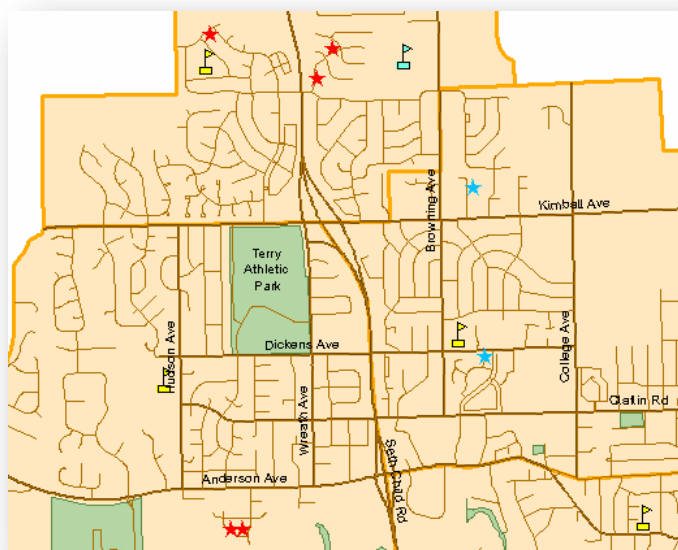 Kimball Ave
Browning Ave
Terry
Athletic
Park
Dickens Ave
Hudson Ave
College Ave
Wreath Ave
Claflin Rd
Seth Child Rd
Anderson Ave